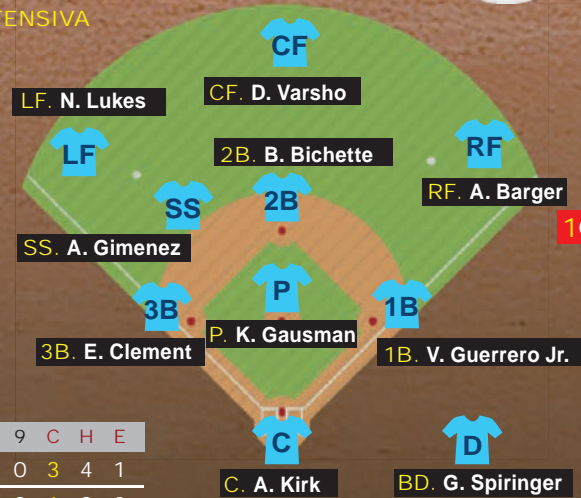 TENSIVA
CF
LF. N. Lukes
CF. D. Varsho
LF
2B. B. Bichette
RF
RF. A. Barger
SS
2B
SS. A. Gimenez
P
3B
1B
P. K. Gausman
3B. E. Clement
1B. V. Guerrero Jr.
9 C H E
0 3 4 1
C
D
C. A. Kirk
BD. G. Spiringer